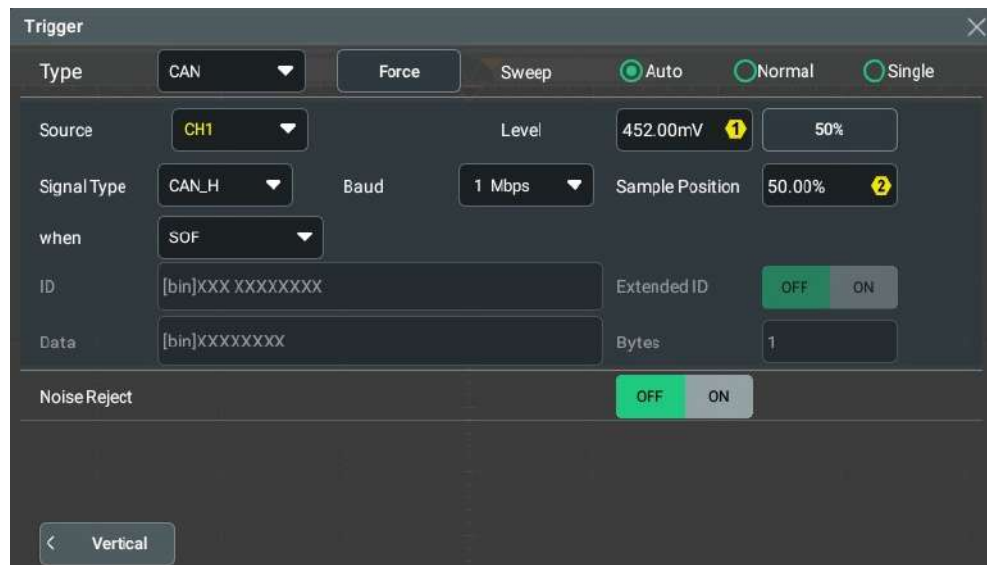 Trigger
Type CAN Force Sweep Auto Normal Single
Source CH1 Level 452.00mV 1 50%
Signal Type CAN_H Baud 1 Mbps Sample Position 50.00% 2
when SOF
ID [bin]XXX XXXXXXXX Extended ID OFF ON
Data [bin]XXXXXXXX Bytes 1
Noise Reject OFF ON
< Vertical